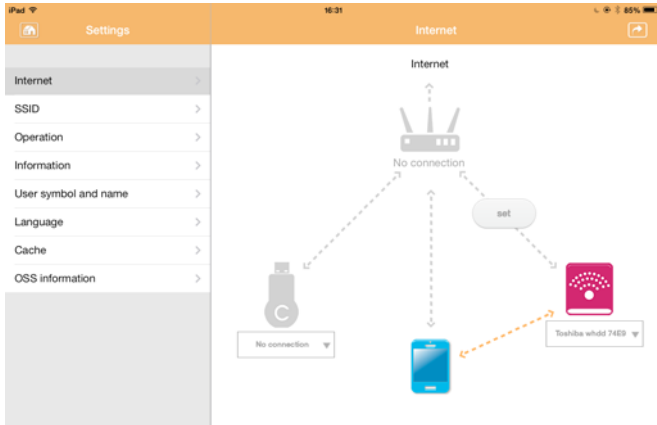 iPad 16:31 85%
Settings
Internet
Internet
SSID
Operation
Information
User symbol and name
Language
Cache
OSS information
Internet
No connection
set
C
No connection
Toshiba whdd 74E9